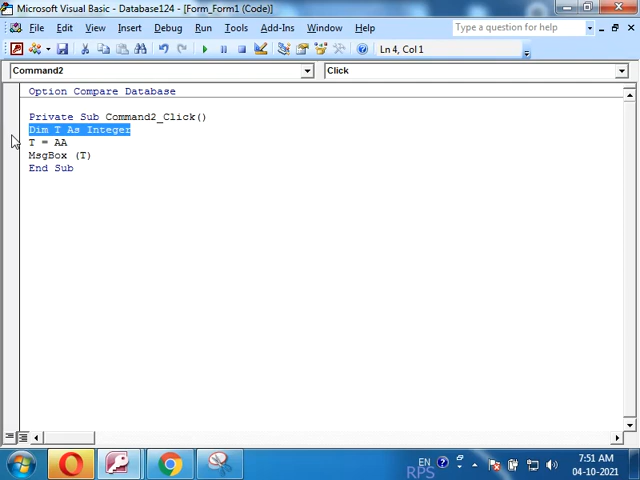 Microsoft Visual Basic - Database124 - [Form_Form1 (Code)]
File Edit View Insert Debug Run Tools Add-Ins Window Help
Type a question for help
Ln 4, Col 1
Command2
Click
Option Compare Database
Private Sub Command2_Click()
Dim T As Integer
T = AA
MsgBox (T)
End Sub
EN
RPS
7:51 AM
04-10-2021